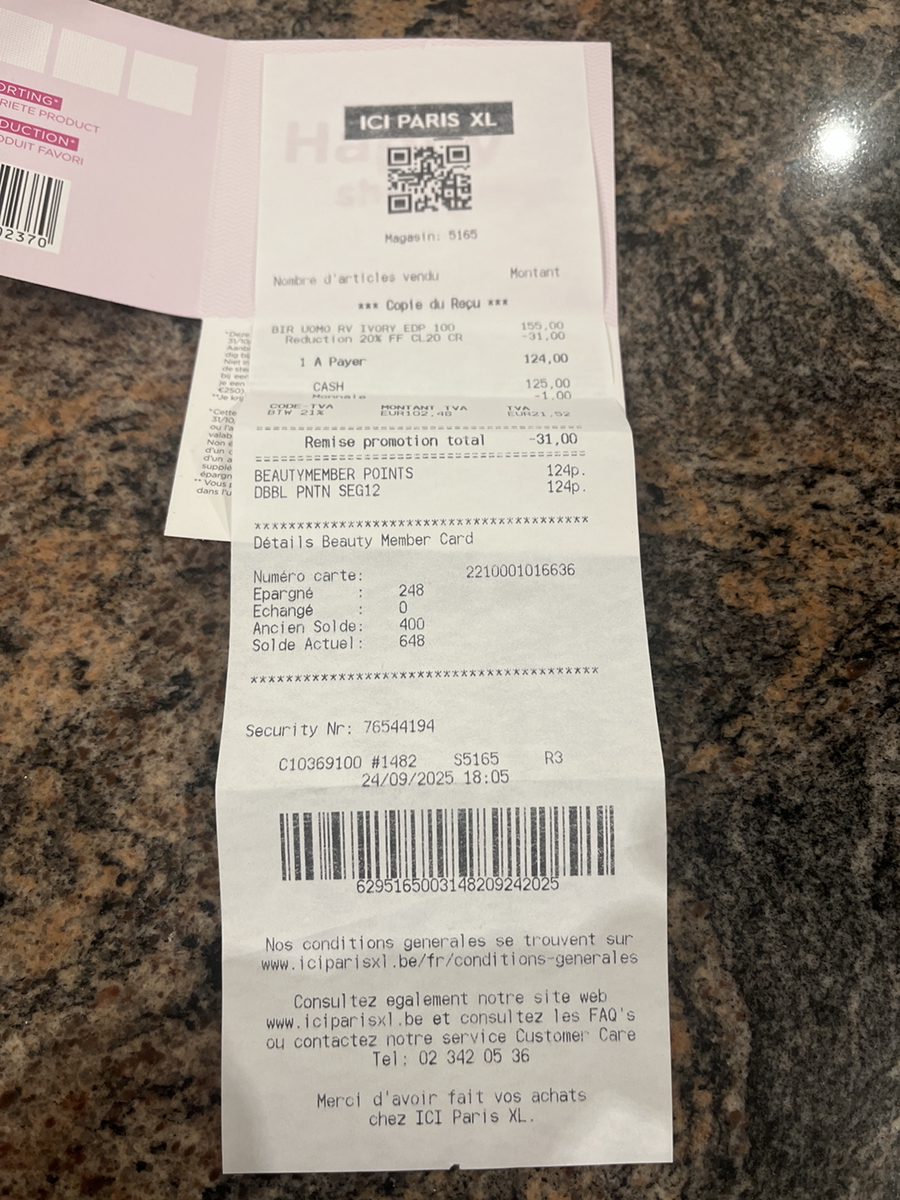 ORTING*
RIETE PRODUCT
DUCTION*
ODUIT FAVORI
02370
ICI PARIS XL
Magasin: 5165
Nombre d'articles vendu Montant
*** Copie du Reçu ***
BIR UOMO RV IVORY EDP 100 155,00
Reduction 20% FF CL20 CR -31,00
1 A Payer 124,00
CASH 125,00
Monnaie -1.00
CODE-TVA MONTANT TVA TVA
BTW 21% EUR102,48 EUR21,52
Remise promotion total -31,00
BEAUTYMEMBER POINTS 124p.
DBBL PNTN SEG12 124p.
Détails Beauty Member Card
Numéro carte: 2210001016636
Epargné : 248
Echangé : 0
Ancien Solde: 400
Solde Actuel: 648
Security Nr: 76544194
C10369100 #1482 S5165 R3
24/09/2025 18:05
6295165003148209242025
Nos conditions generales se trouvent sur
www.iciparisxl.be/fr/conditions-generales
Consultez egalement notre site web
www.iciparisxl.be et consultez les FAQ's
ou contactez notre service Customer Care
Tel: 02 342 05 36
Merci d'avoir fait vos achats
chez ICI Paris XL.